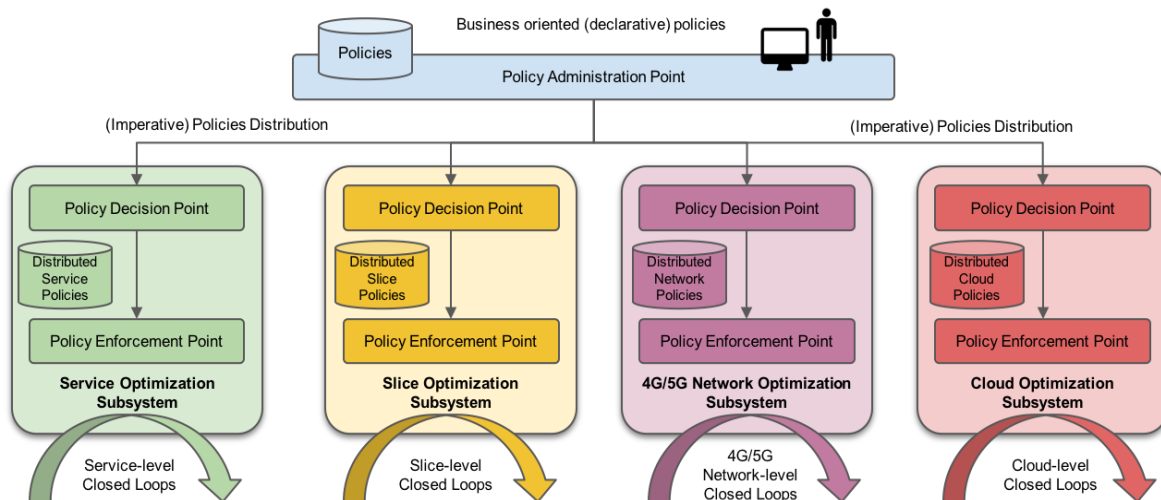 Business oriented (declarative) policies
Policies
Policy Administration Point
(Imperative) Policies Distribution
(Imperative) Policies Distribution
Policy Decision Point
Distributed
Service
Policies
Policy Enforcement Point
Service Optimization
Subsystem
Service-level
Closed Loops
Policy Decision Point
Distributed
Slice
Policies
Policy Enforcement Point
Slice Optimization
Subsystem
Slice-level
Closed Loops
Policy Decision Point
Distributed
Network
Policies
Policy Enforcement Point
4G/5G Network Optimization
Subsystem
4G/5G
Network-level
Closed Loops
Policy Decision Point
Distributed
Cloud
Policies
Policy Enforcement Point
Cloud Optimization
Subsystem
Cloud-level
Closed Loops